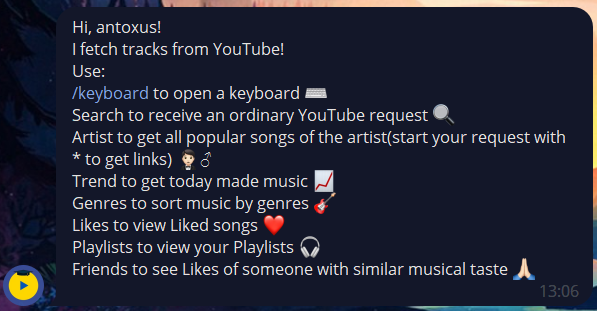 Hi, antoxus!
I fetch tracks from YouTube!
Use:
/keyboard to open a keyboard ⌨️
Search to receive an ordinary YouTube request 🔍
Artist to get all popular songs of the artist(start your request with
* to get links) 👨🏻‍🎤♂
Trend to get today made music 📈
Genres to sort music by genres 🎸
Likes to view Liked songs ❤️
Playlists to view your Playlists 🎧
Friends to see Likes of someone with similar musical taste 🙏🏻
13:06